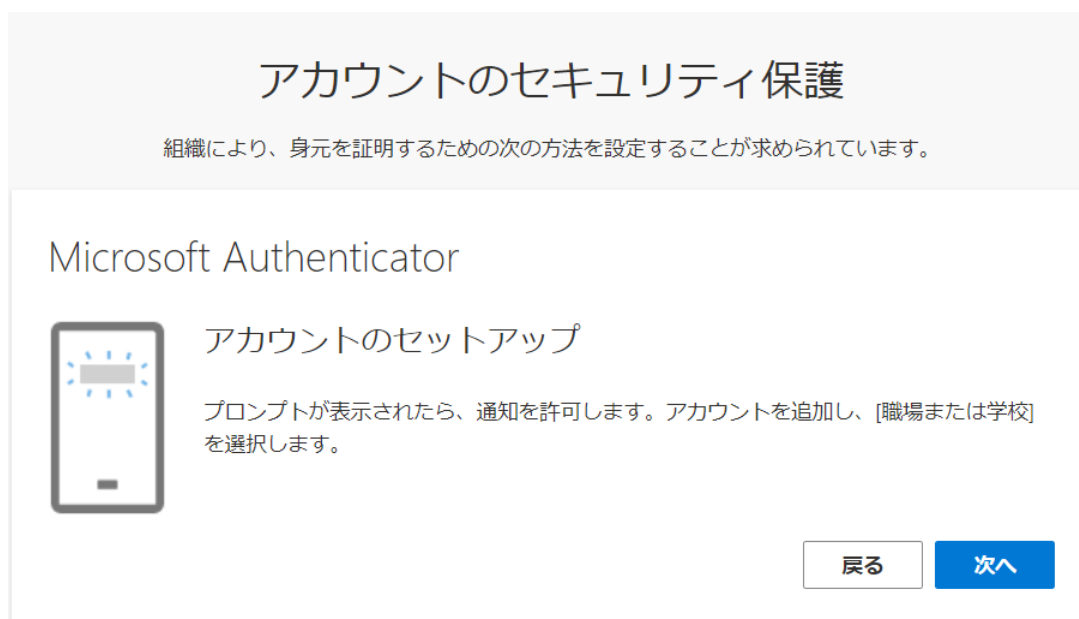 アカウントのセキュリティ保護
組織により、身元を証明するための次の方法を設定することが求められています。
Microsoft Authenticator
アカウントのセットアップ
プロンプトが表示されたら、通知を許可します。アカウントを追加し、[職場または学校]
を選択します。
戻る
次へ